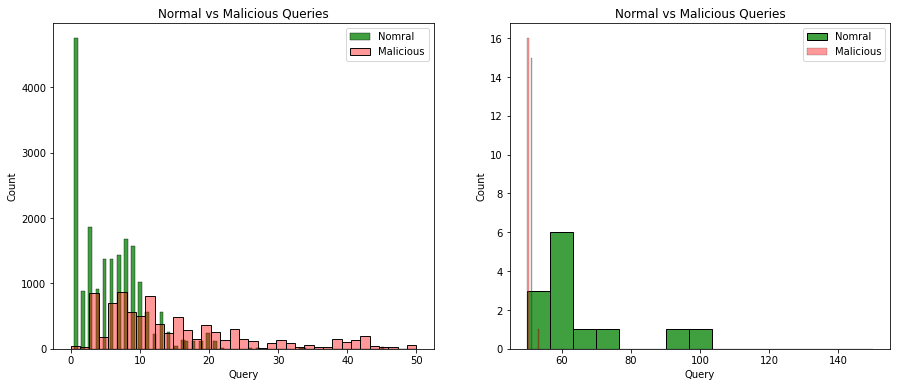 Normal vs Malicious Queries
Nomral
Malicious
Count
4000
3000
2000
1000
0
0
10
20
30
40
50
Query
Normal vs Malicious Queries
Nomral
Malicious
Count
16
14
12
10
8
6
4
2
0
60
80
100
120
140
Query